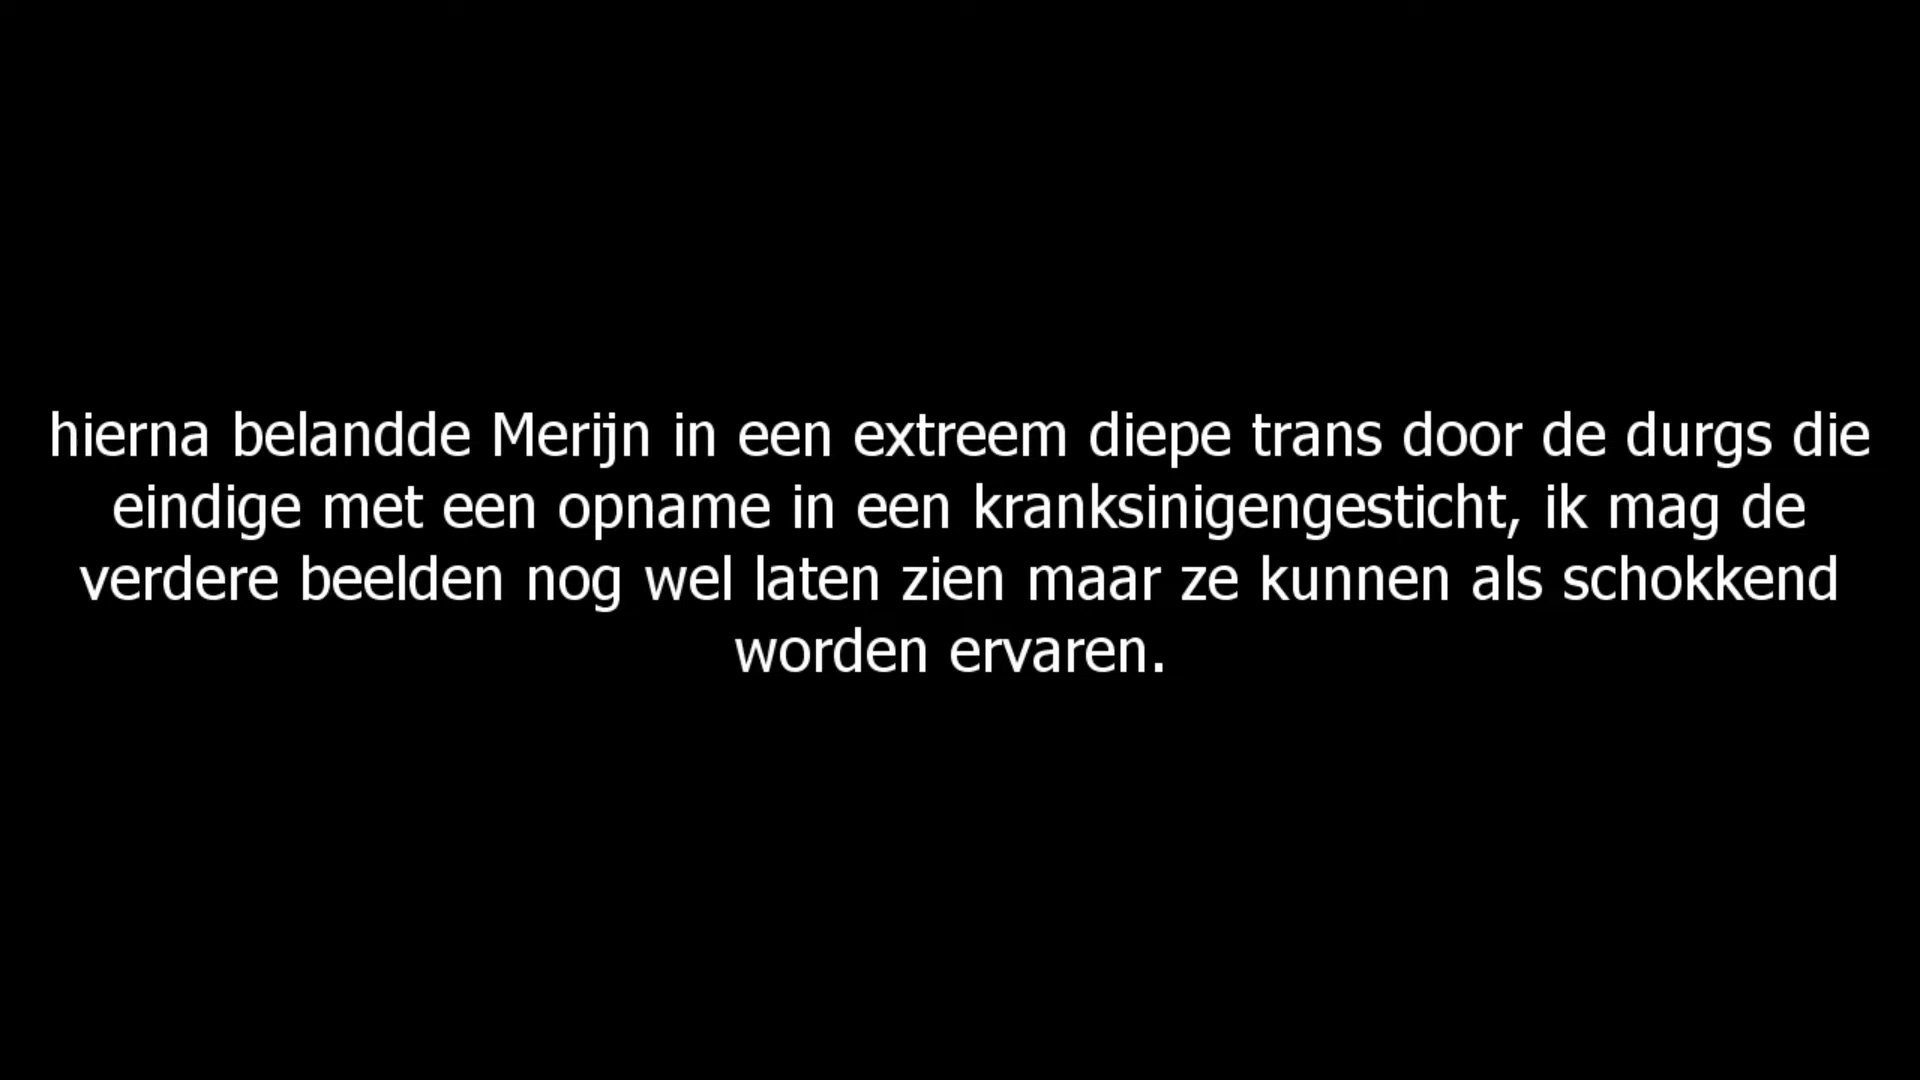 hierna belandde Merijn in een extreem diepe trans door de durgs die
eindige met een opname in een kranksinigengesticht, ik mag de
verdere beelden nog wel laten zien maar ze kunnen als schokkend
worden ervaren.